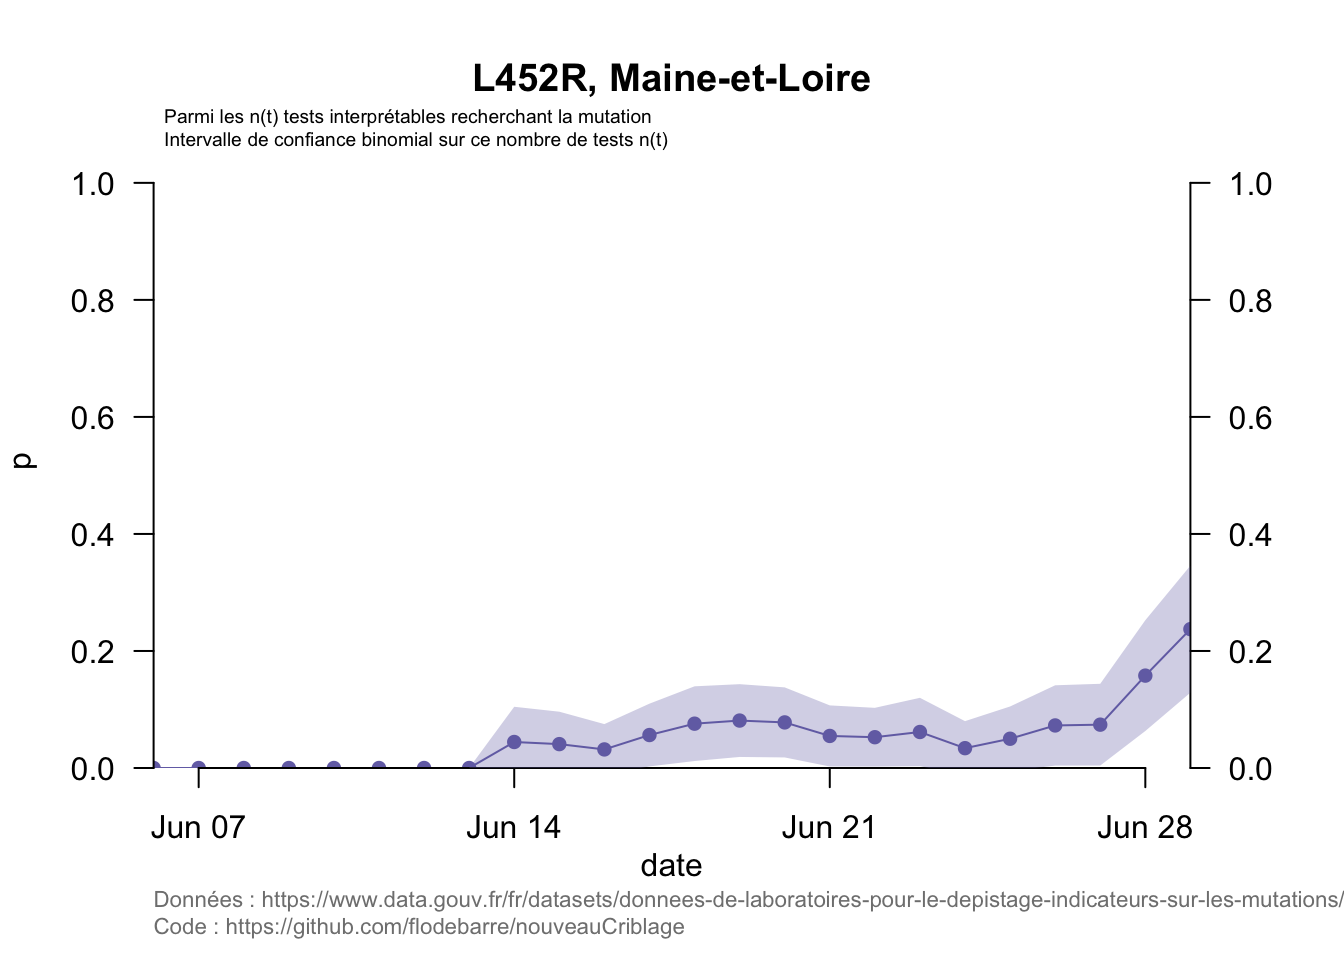 L452R, Maine-et-Loire
Parmi les n(t) tests interprétables recherchant la mutation
Intervalle de confiance binomial sur ce nombre de tests n(t)
1.0
0.8
0.6
0.4
0.2
0.0
p
1.0
0.8
0.6
0.4
0.2
0.0
Jun 07 Jun 14 Jun 21 Jun 28
date
Données : https://www.data.gouv.fr/fr/datasets/donnees-de-laboratoires-pour-le-depistage-indicateurs-sur-les-mutations/
Code : https://github.com/flodebarre/nouveauCriblage